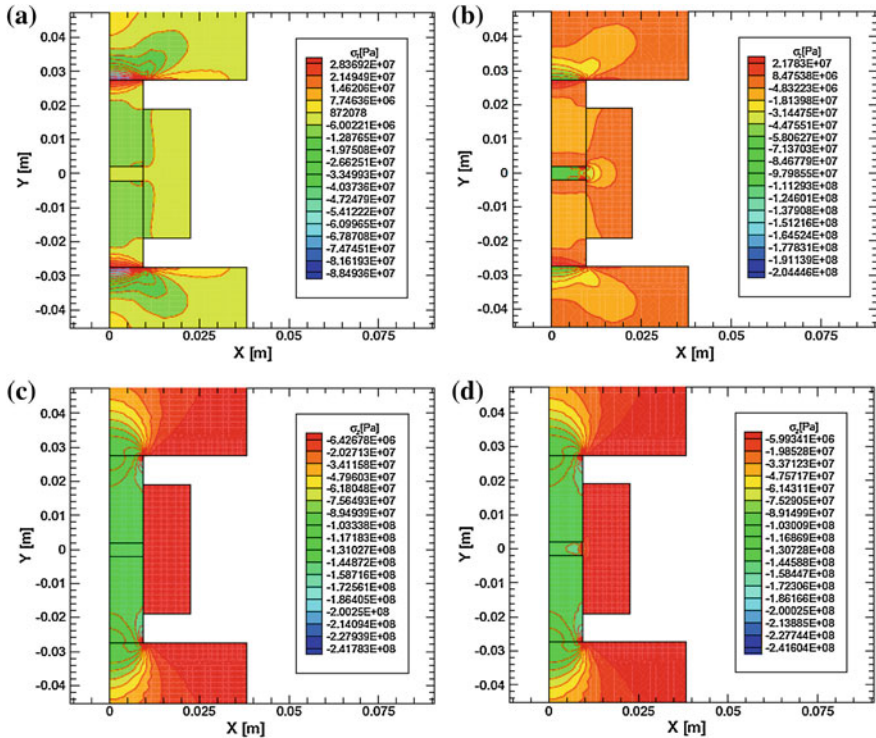 (a)
σr[Pa]
2.83692E+07
2.14949E+07
1.46206E+07
7.74636E+06
872078
-6.00221E+06
-1.28765E+07
-1.97508E+07
-2.66251E+07
-3.34993E+07
-4.03736E+07
-4.72479E+07
-5.41222E+07
-6.09965E+07
-6.78708E+07
-7.47451E+07
-8.16193E+07
-8.84936E+07
Y [m]
0.04
0.03
0.02
0.01
0
-0.01
-0.02
-0.03
-0.04
0
0.025
0.05
0.075
X [m]
(b)
σr[Pa]
2.1783E+07
8.47538E+06
-4.83223E+06
-1.81398E+07
-3.14475E+07
-4.47551E+07
-5.80627E+07
-7.13703E+07
-8.46779E+07
-9.79855E+07
-1.11293E+08
-1.24601E+08
-1.37908E+08
-1.51216E+08
-1.64524E+08
-1.77831E+08
-1.91139E+08
-2.04446E+08
Y [m]
0.04
0.03
0.02
0.01
0
-0.01
-0.02
-0.03
-0.04
0
0.025
0.05
0.075
X [m]
(c)
σz[Pa]
-6.42678E+06
-2.02713E+07
-3.41158E+07
-4.79603E+07
-6.18048E+07
-7.56493E+07
-8.94939E+07
-1.03338E+08
-1.17183E+08
-1.31027E+08
-1.44872E+08
-1.58716E+08
-1.72561E+08
-1.86405E+08
-2.0025E+08
-2.14094E+08
-2.27939E+08
-2.41783E+08
Y [m]
0.04
0.03
0.02
0.01
0
-0.01
-0.02
-0.03
-0.04
0
0.025
0.05
0.075
X [m]
(d)
σz[Pa]
-5.99341E+06
-1.98528E+07
-3.37123E+07
-4.75717E+07
-6.14311E+07
-7.52905E+07
-8.91499E+07
-1.03009E+08
-1.16869E+08
-1.30728E+08
-1.44588E+08
-1.58447E+08
-1.72306E+08
-1.86166E+08
-2.00025E+08
-2.13885E+08
-2.27744E+08
-2.41604E+08
Y [m]
0.04
0.03
0.02
0.01
0
-0.01
-0.02
-0.03
-0.04
0
0.025
0.05
0.075
X [m]